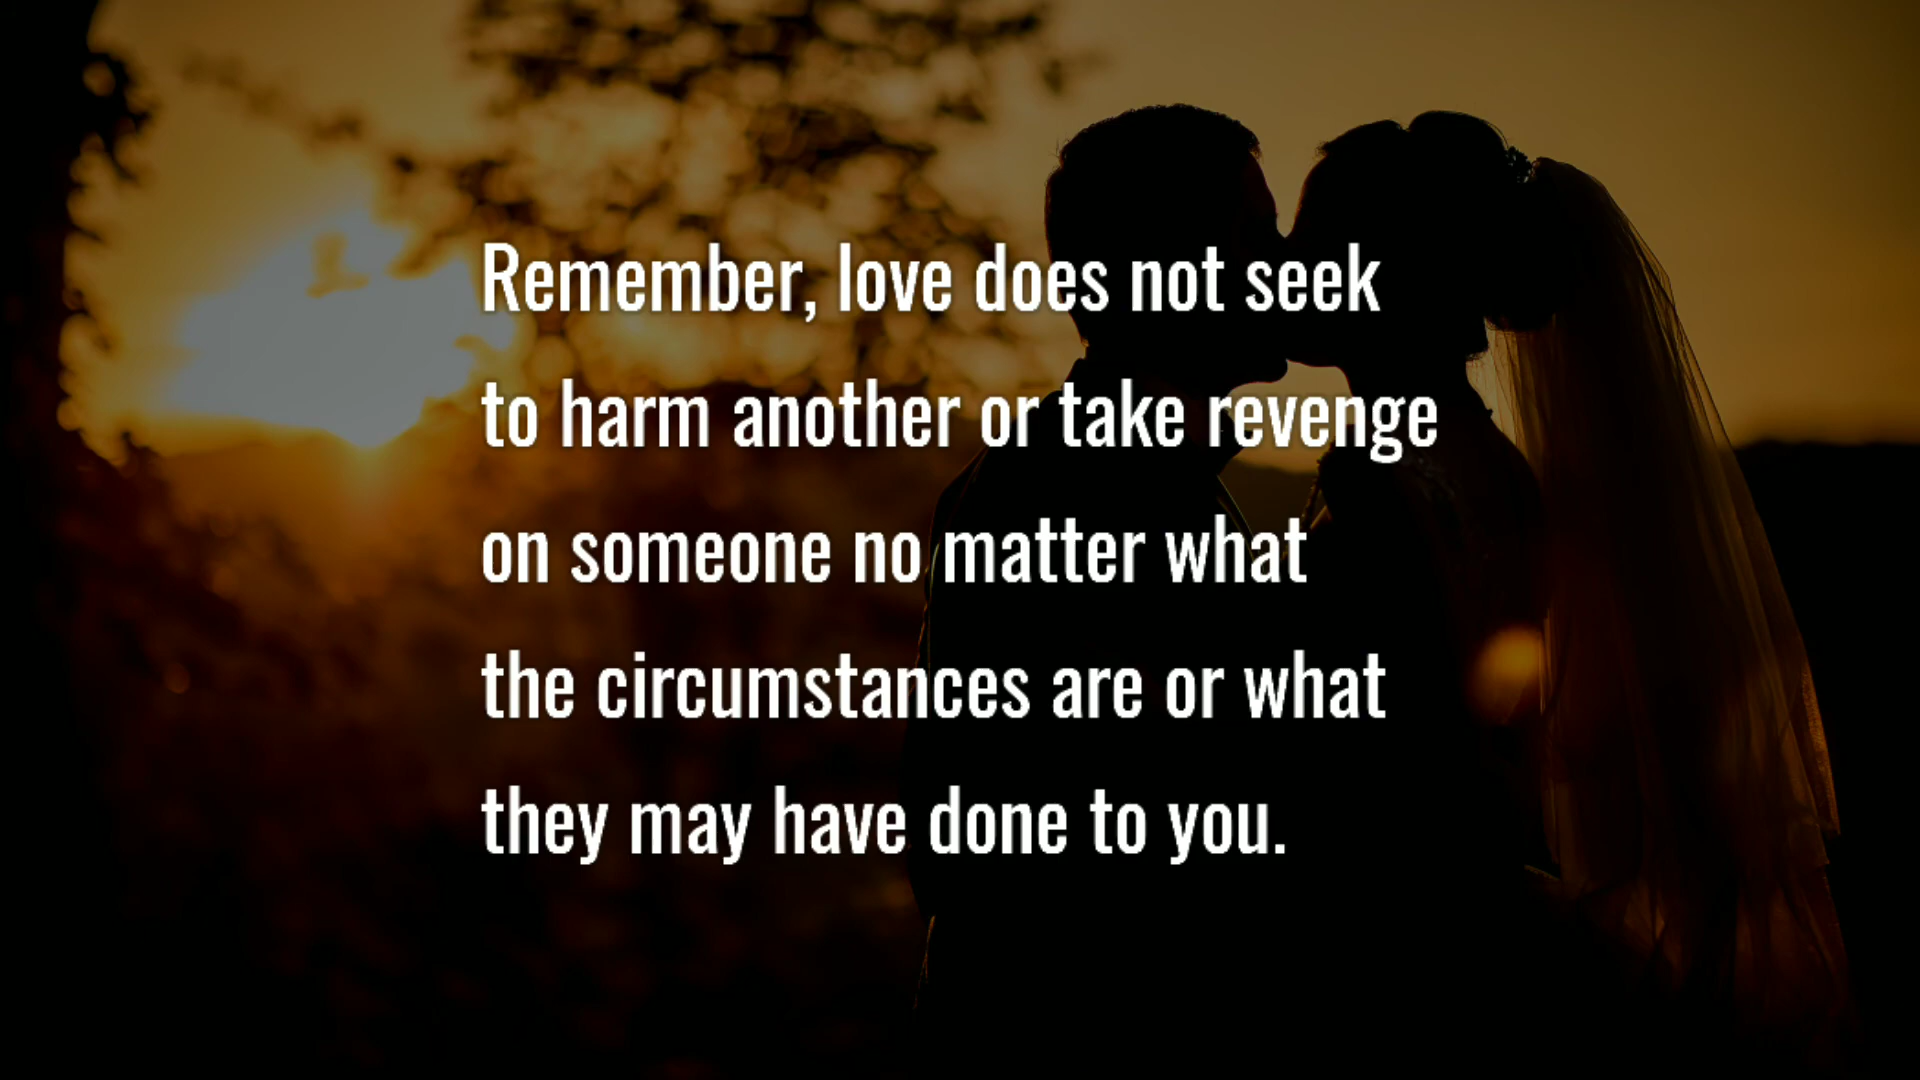 Remember, love does not seek
to harm another or take revenge
on someone no matter what
the circumstances are or what
they may have done to you.